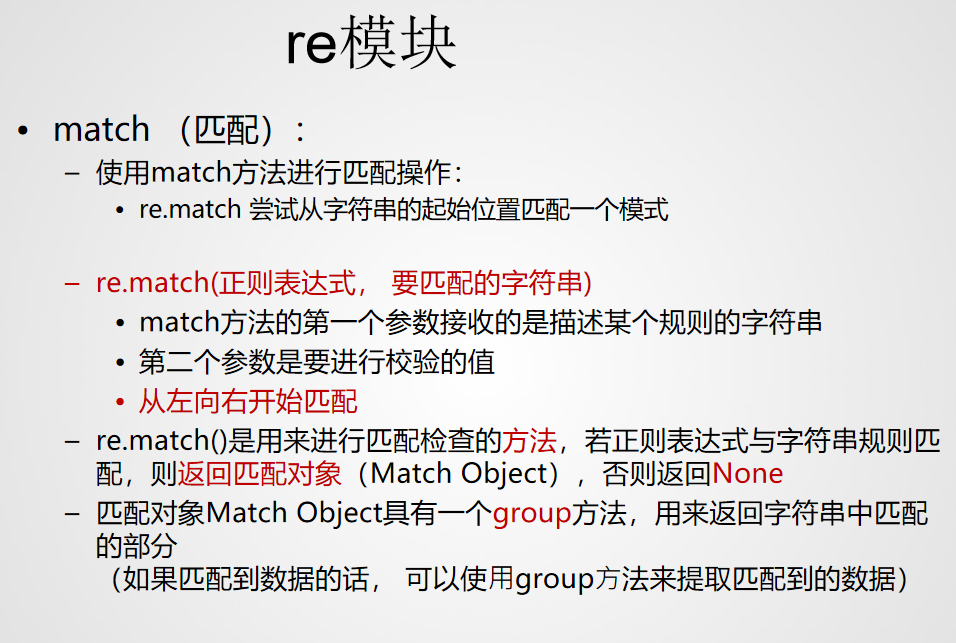 re模块
• match （匹配）：
– 使用match方法进行匹配操作：
• re.match 尝试从字符串的起始位置匹配一个模式
– re.match(正则表达式， 要匹配的字符串)
• match方法的第一个参数接收的是描述某个规则的字符串
• 第二个参数是要进行校验的值
• 从左向右开始匹配
– re.match()是用来进行匹配检查的方法，若正则表达式与字符串规则匹
配，则返回匹配对象（Match Object），否则返回None
– 匹配对象Match Object具有一个group方法，用来返回字符串中匹配
的部分
（如果匹配到数据的话， 可以使用group方法来提取匹配到的数据）